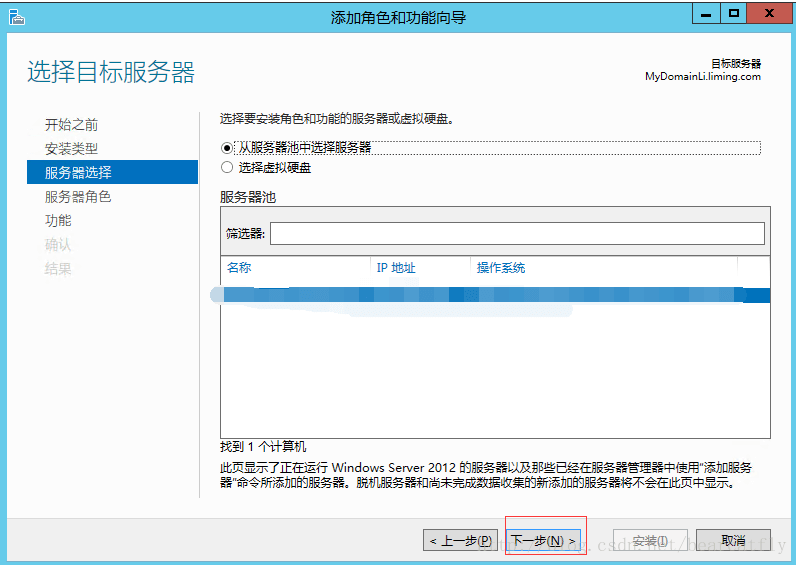 添加角色和功能向导
选择目标服务器
目标服务器
MyDomainLi.liming.com
开始之前
安装类型
服务器选择
服务器角色
功能
确认
结果
选择要安装角色和功能的服务器或虚拟硬盘。
从服务器池中选择服务器
选择虚拟硬盘
服务器池
筛选器:
名称 IP 地址 操作系统
找到 1 个计算机
此页显示了正在运行 Windows Server 2012 的服务器以及那些已经在服务器管理器中使用"添加服务
器"命令所添加的服务器。脱机服务器和尚未完成数据收集的新添加的服务器将不会在此页中显示。
< 上一步(P) 下一步(N) > 安装(I) 取消